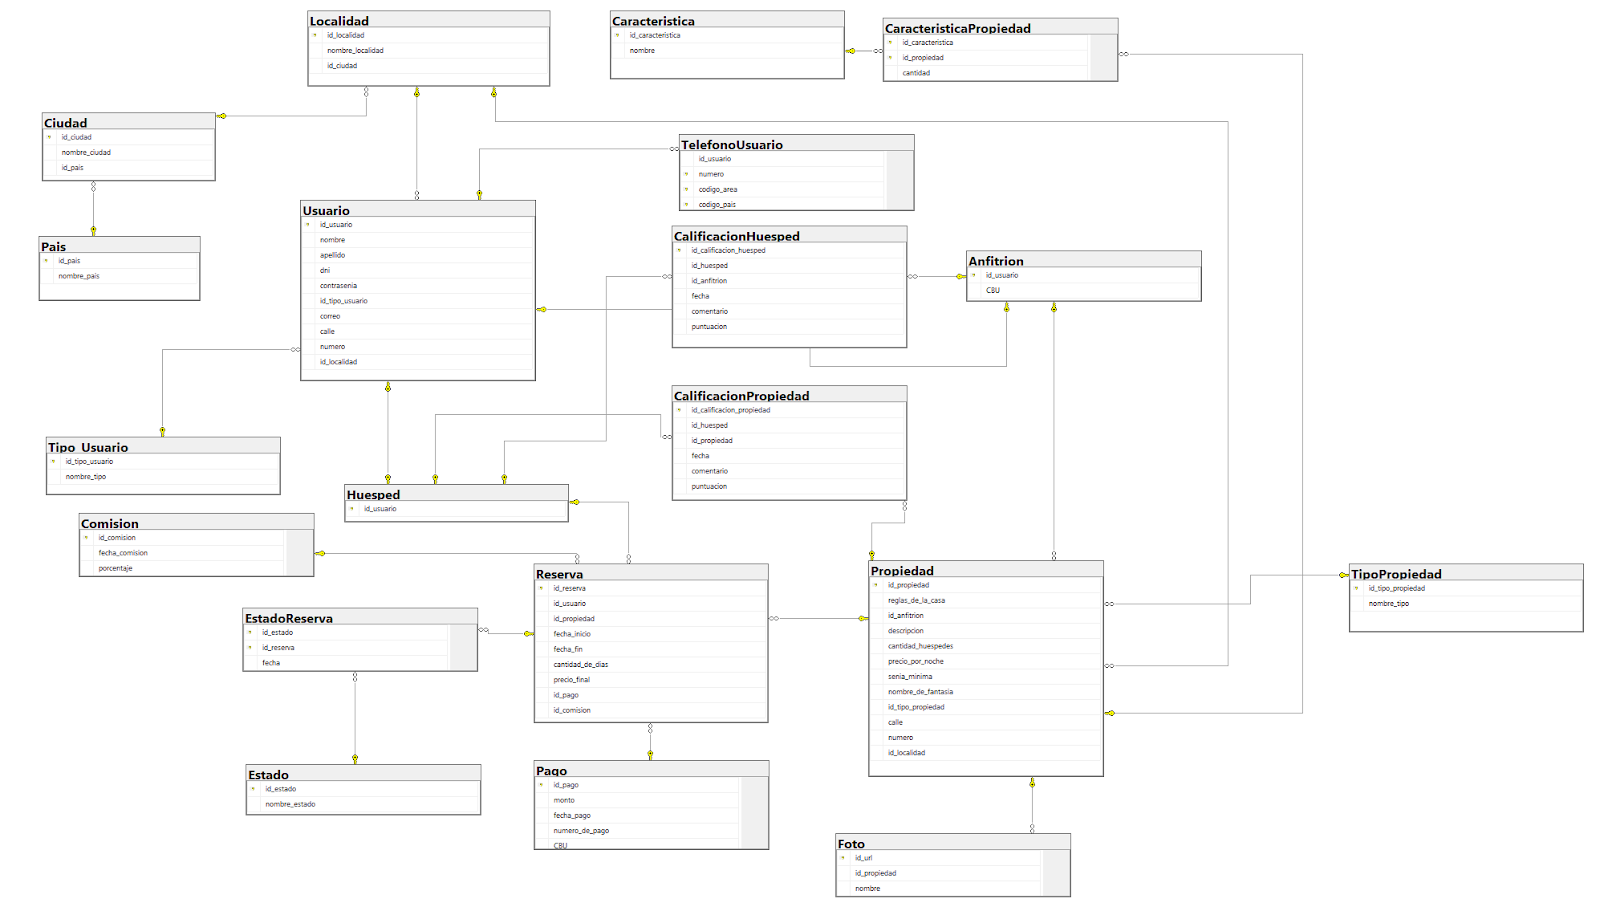 Localidad
id_localidad
nombre_localidad
id_ciudad
Caracteristica
id_caracteristica
nombre
CaracteristicaPropiedad
id_caracteristica
id_propiedad
cantidad
Ciudad
id_ciudad
nombre_ciudad
id_pais
TelefonoUsuario
id_usuario
numero
codigo_area
codigo_pais
Usuario
id_usuario
nombre
apellido
dni
contrasenia
id_tipo_usuario
correo
calle
numero
id_localidad
CalificacionHuesped
id_calificacion_huesped
id_huesped
id_anfitrion
fecha
comentario
puntuacion
Anfitrion
id_usuario
CBU
Pais
id_pais
nombre_pais
CalificacionPropiedad
id_calificacion_propiedad
id_huesped
id_propiedad
fecha
comentario
puntuacion
Tipo_Usuario
id_tipo_usuario
nombre_tipo
Huesped
id_usuario
Comision
id_comision
fecha_comision
porcentaje
Reserva
id_reserva
id_usuario
id_propiedad
fecha_inicio
fecha_fin
cantidad_de_dias
precio_final
id_pago
id_comision
Propiedad
id_propiedad
reglas_de_la_casa
id_anfitrion
descripcion
cantidad_huespedes
precio_por_noche
senia_minima
nombre_de_fantasia
id_tipo_propiedad
calle
numero
id_localidad
TipoPropiedad
id_tipo_propiedad
nombre_tipo
EstadoReserva
id_estado
id_reserva
fecha
Estado
id_estado
nombre_estado
Pago
id_pago
monto
fecha_pago
numero_de_pago
CBU
Foto
id_url
id_propiedad
nombre